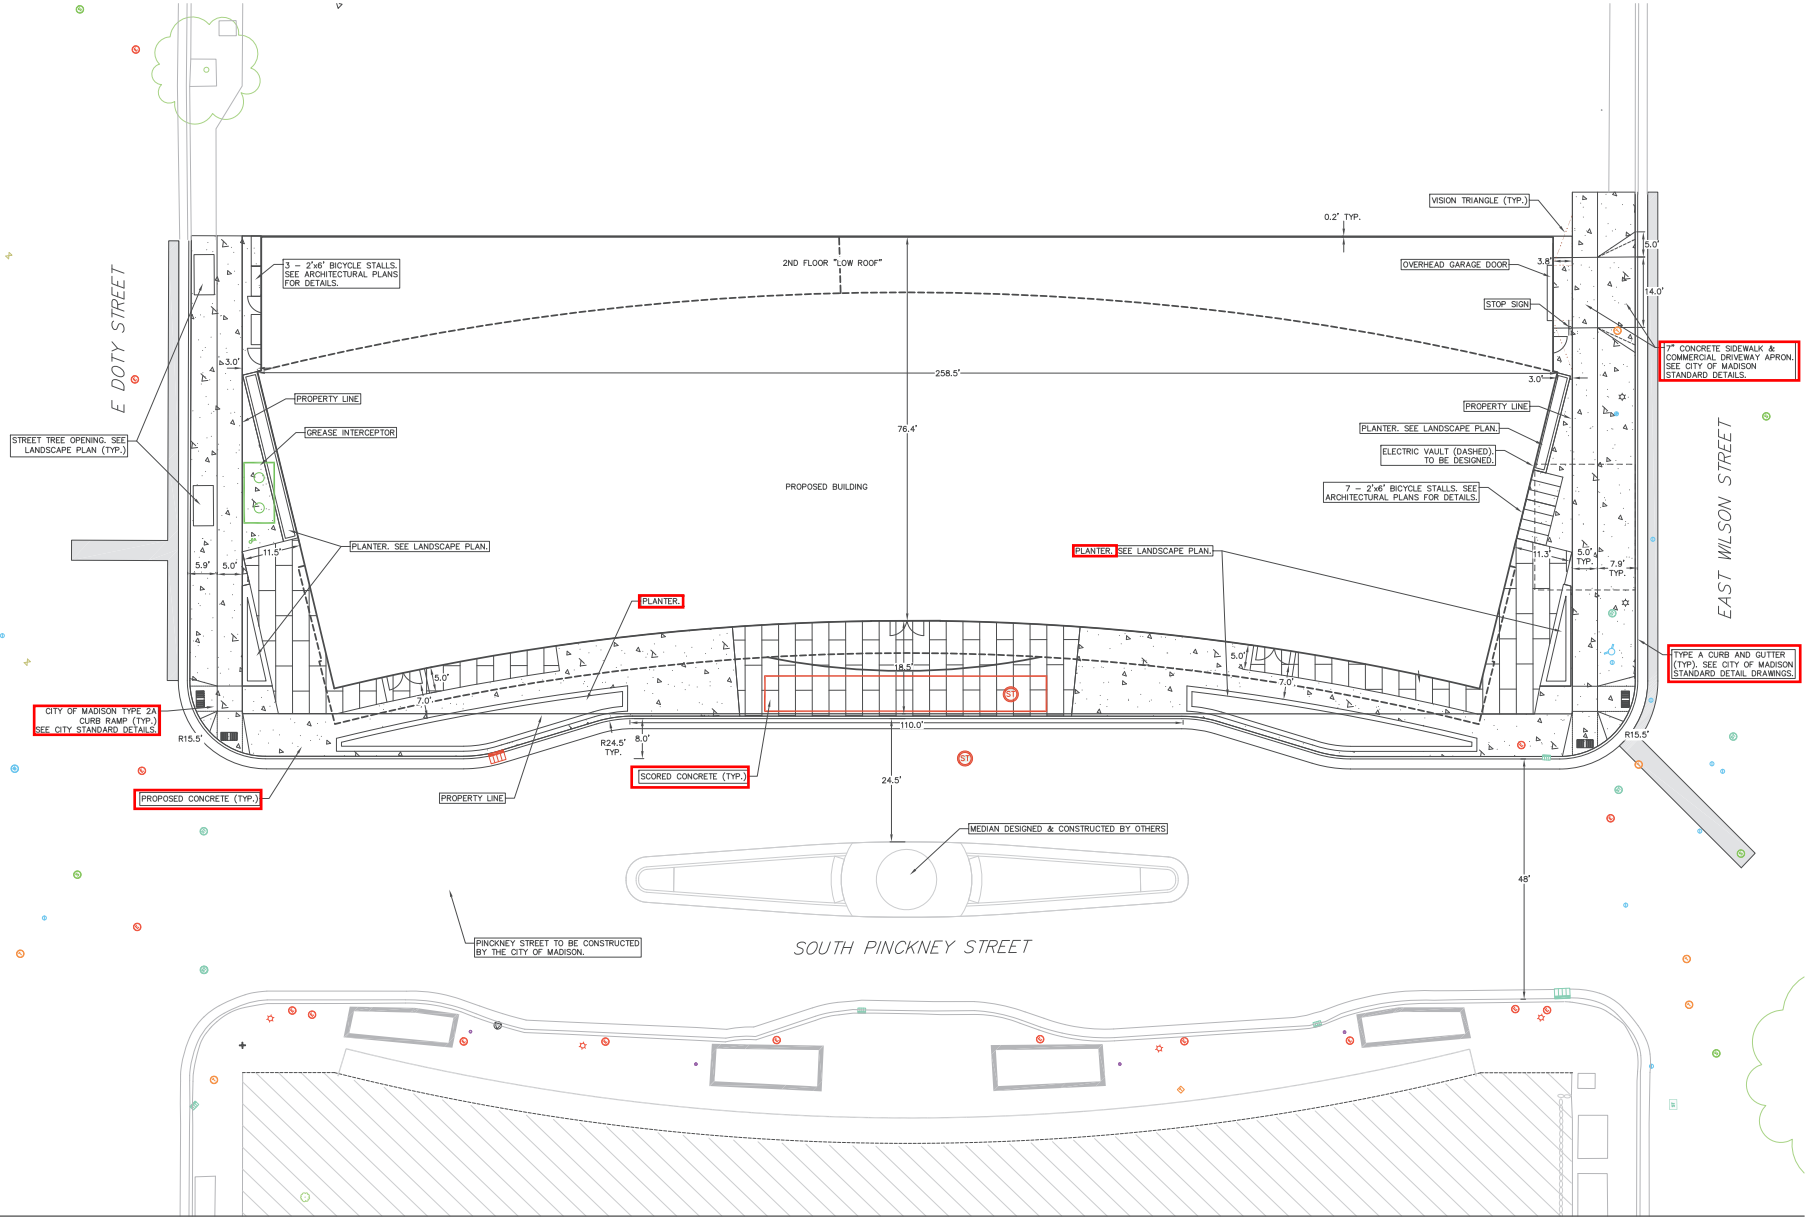 VISION TRIANGLE (TYP.)
0.2' TYP.
5.0'
3 - 2'x6' BICYCLE STALLS.
SEE ARCHITECTURAL PLANS
FOR DETAILS.
2ND FLOOR "LOW ROOF"
OVERHEAD GARAGE DOOR
3.8'
14.0'
STOP SIGN
E DOTY STREET
7" CONCRETE SIDEWALK &
COMMERCIAL DRIVEWAY APRON.
SEE CITY OF MADISON
STANDARD DETAILS.
3.0'
258.5'
3.0'
PROPERTY LINE
PROPERTY LINE
GREASE INTERCEPTOR
76.4'
PLANTER. SEE LANDSCAPE PLAN.
STREET TREE OPENING. SEE
LANDSCAPE PLAN (TYP.)
ELECTRIC VAULT (DASHED).
TO BE DESIGNED.
PROPOSED BUILDING
7 - 2'x6' BICYCLE STALLS. SEE
ARCHITECTURAL PLANS FOR DETAILS.
EAST WILSON STREET
PLANTER. SEE LANDSCAPE PLAN.
PLANTER. SEE LANDSCAPE PLAN.
11.5'
11.3'
5.9'
5.0'
5.0'
TYP.
7.9'
TYP.
PLANTER.
18.5'
5.0'
7.0'
5.0'
7.0'
TYPE A CURB AND GUTTER
(TYP). SEE CITY OF MADISON
STANDARD DETAIL DRAWINGS.
ST
CITY OF MADISON TYPE 2A
CURB RAMP (TYP.)
SEE CITY STANDARD DETAILS.
110.0'
R15.5'
R24.5'
TYP.
8.0'
R15.5'
ST
SCORED CONCRETE (TYP.)
24.5'
PROPOSED CONCRETE (TYP.)
PROPERTY LINE
MEDIAN DESIGNED & CONSTRUCTED BY OTHERS
48'
PINCKNEY STREET TO BE CONSTRUCTED
BY THE CITY OF MADISON.
SOUTH PINCKNEY STREET